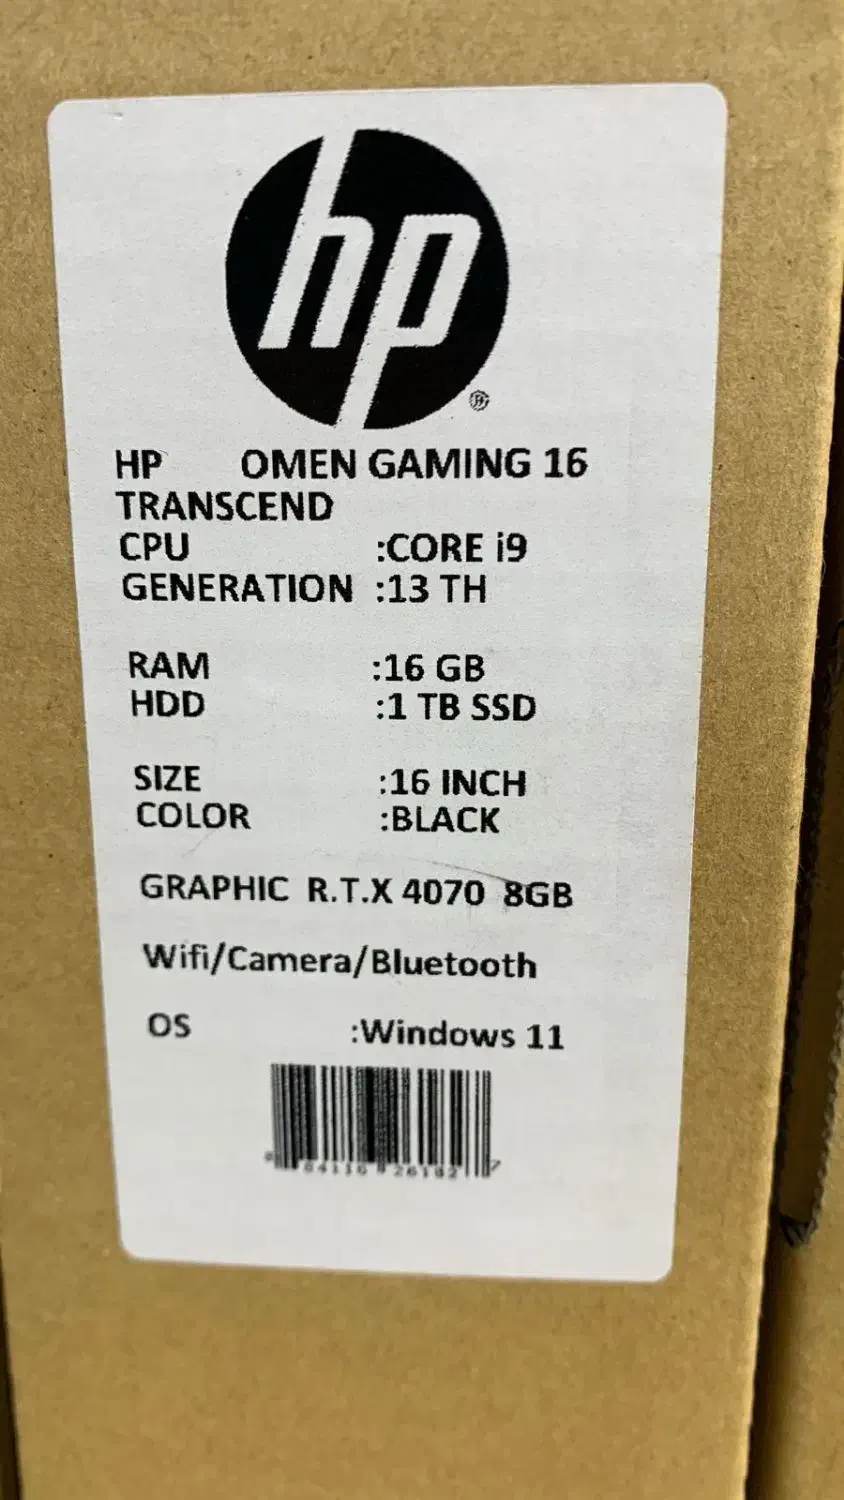 hp
®
HP OMEN GAMING 16
TRANSCEND
CPU :CORE i9
GENERATION :13 TH
RAM :16 GB
HDD :1 TB SSD
SIZE :16 INCH
COLOR :BLACK
GRAPHIC R.T.X 4070 8GB
Wifi/Camera/Bluetooth
OS :Windows 11